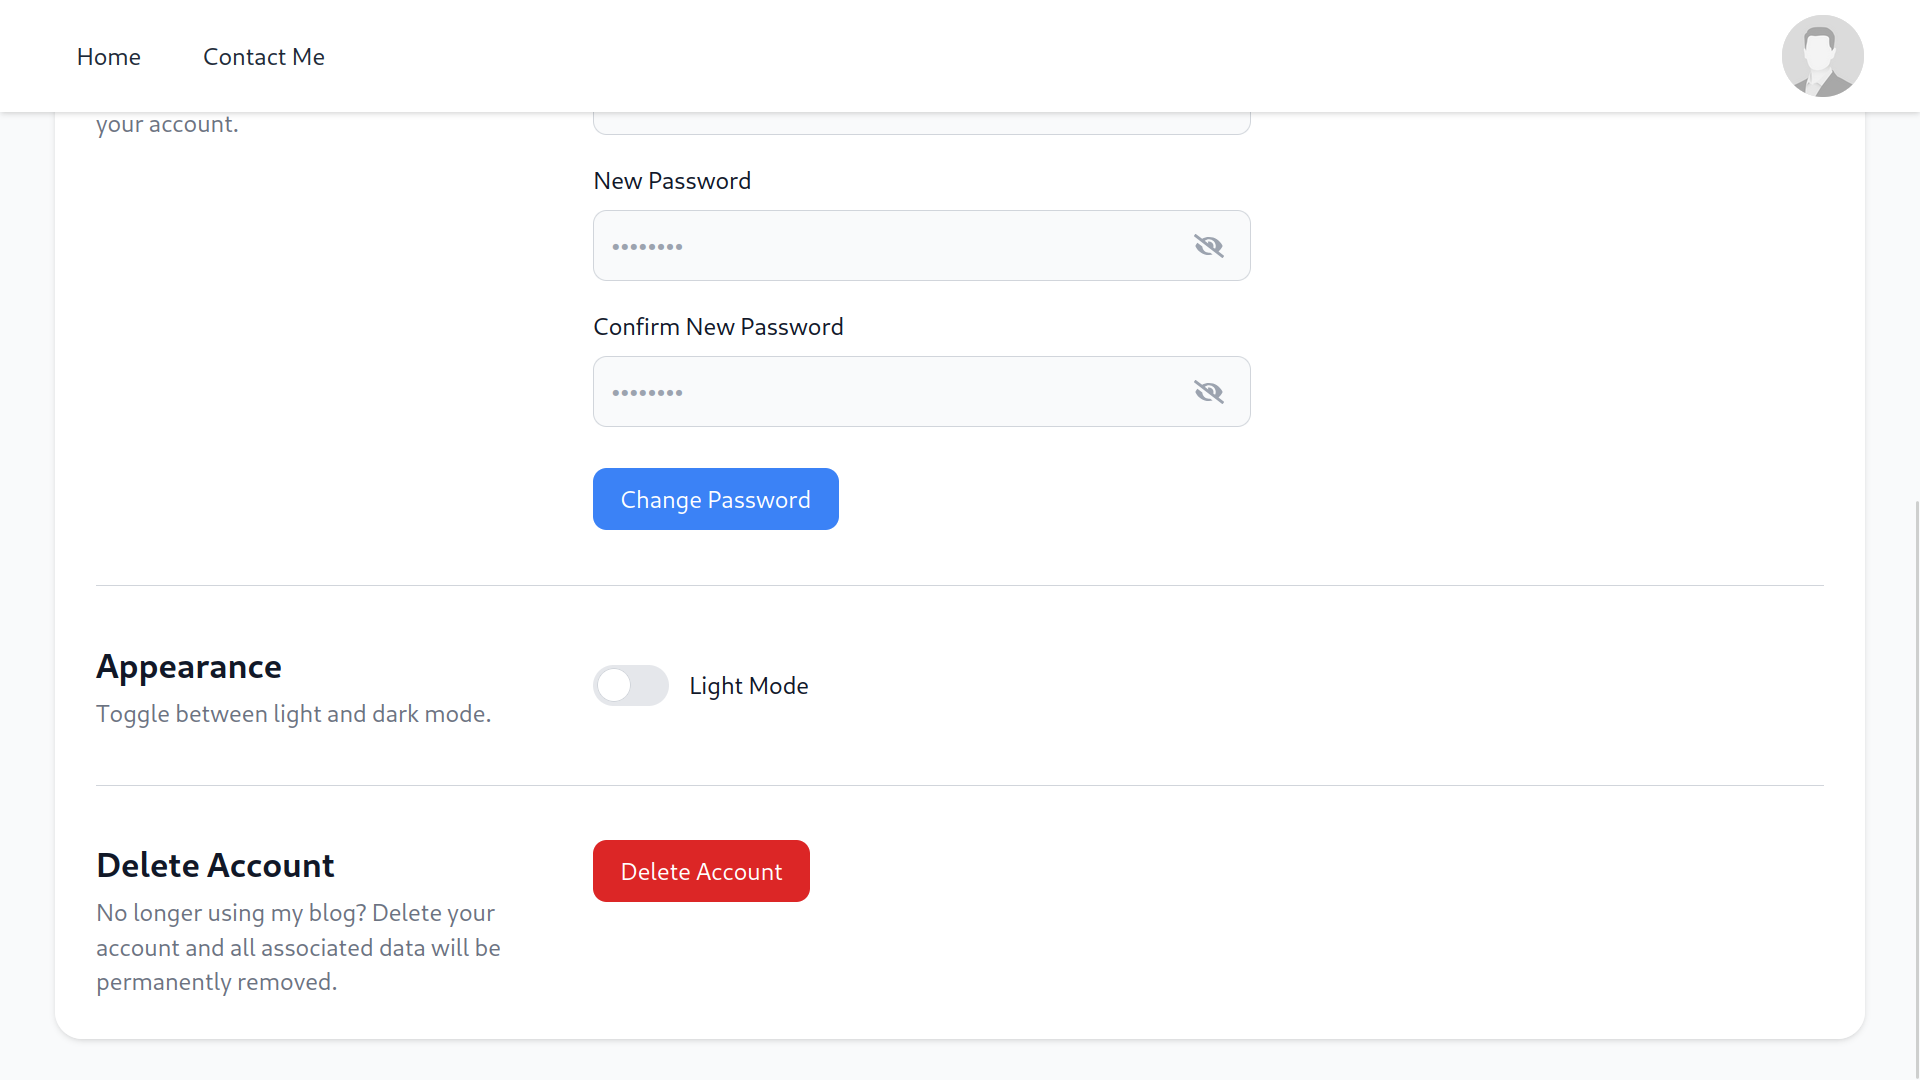 Home
Contact Me
your account.
New Password
••••••••
Confirm New Password
••••••••
Change Password
Appearance
Toggle between light and dark mode.
Light Mode
Delete Account
No longer using my blog? Delete your
account and all associated data will be
permanently removed.
Delete Account